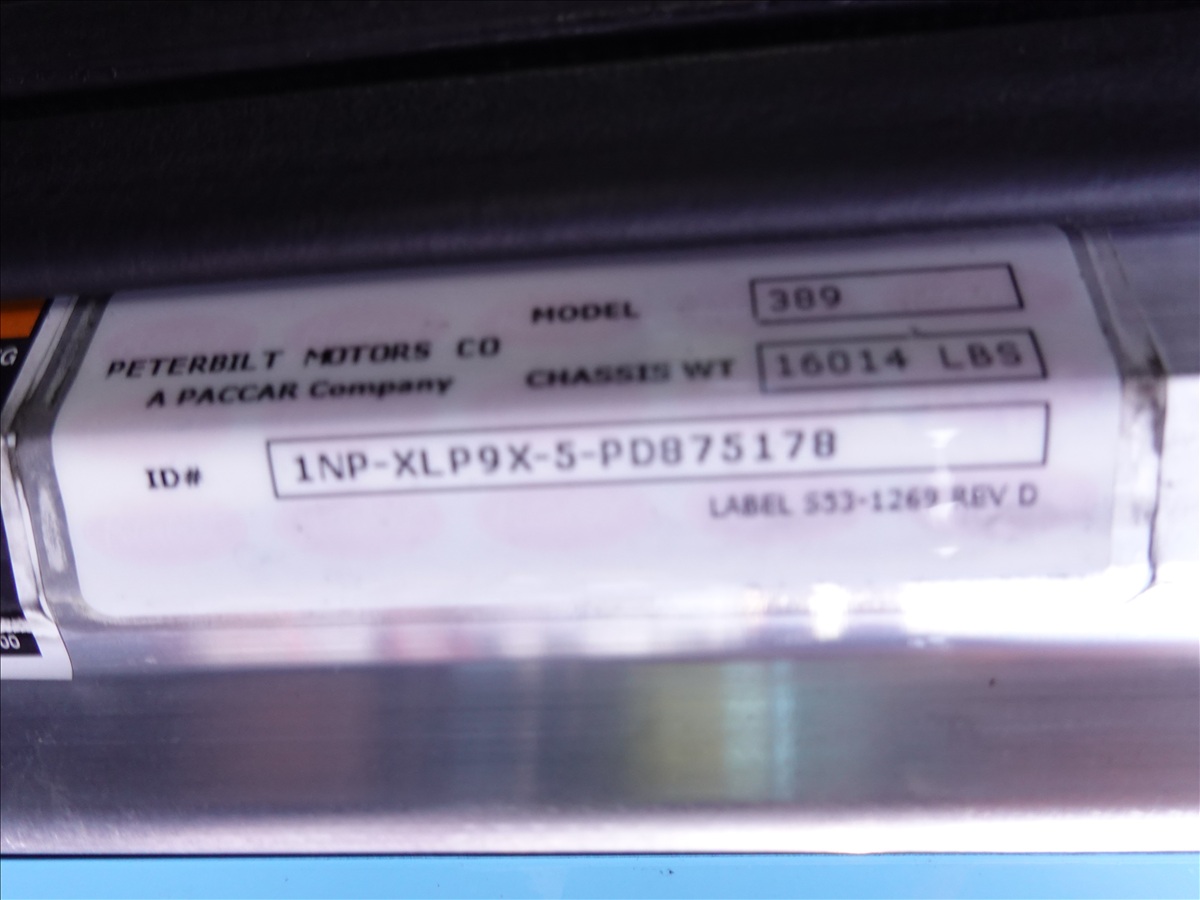 MODEL 389
PETERBILT MOTORS CO
A PACCAR Company
CHASSIS WT 16014 LBS
ID# 1NP-XLP9X-5-PD875178
LABEL S53-1269 REV D
G
00